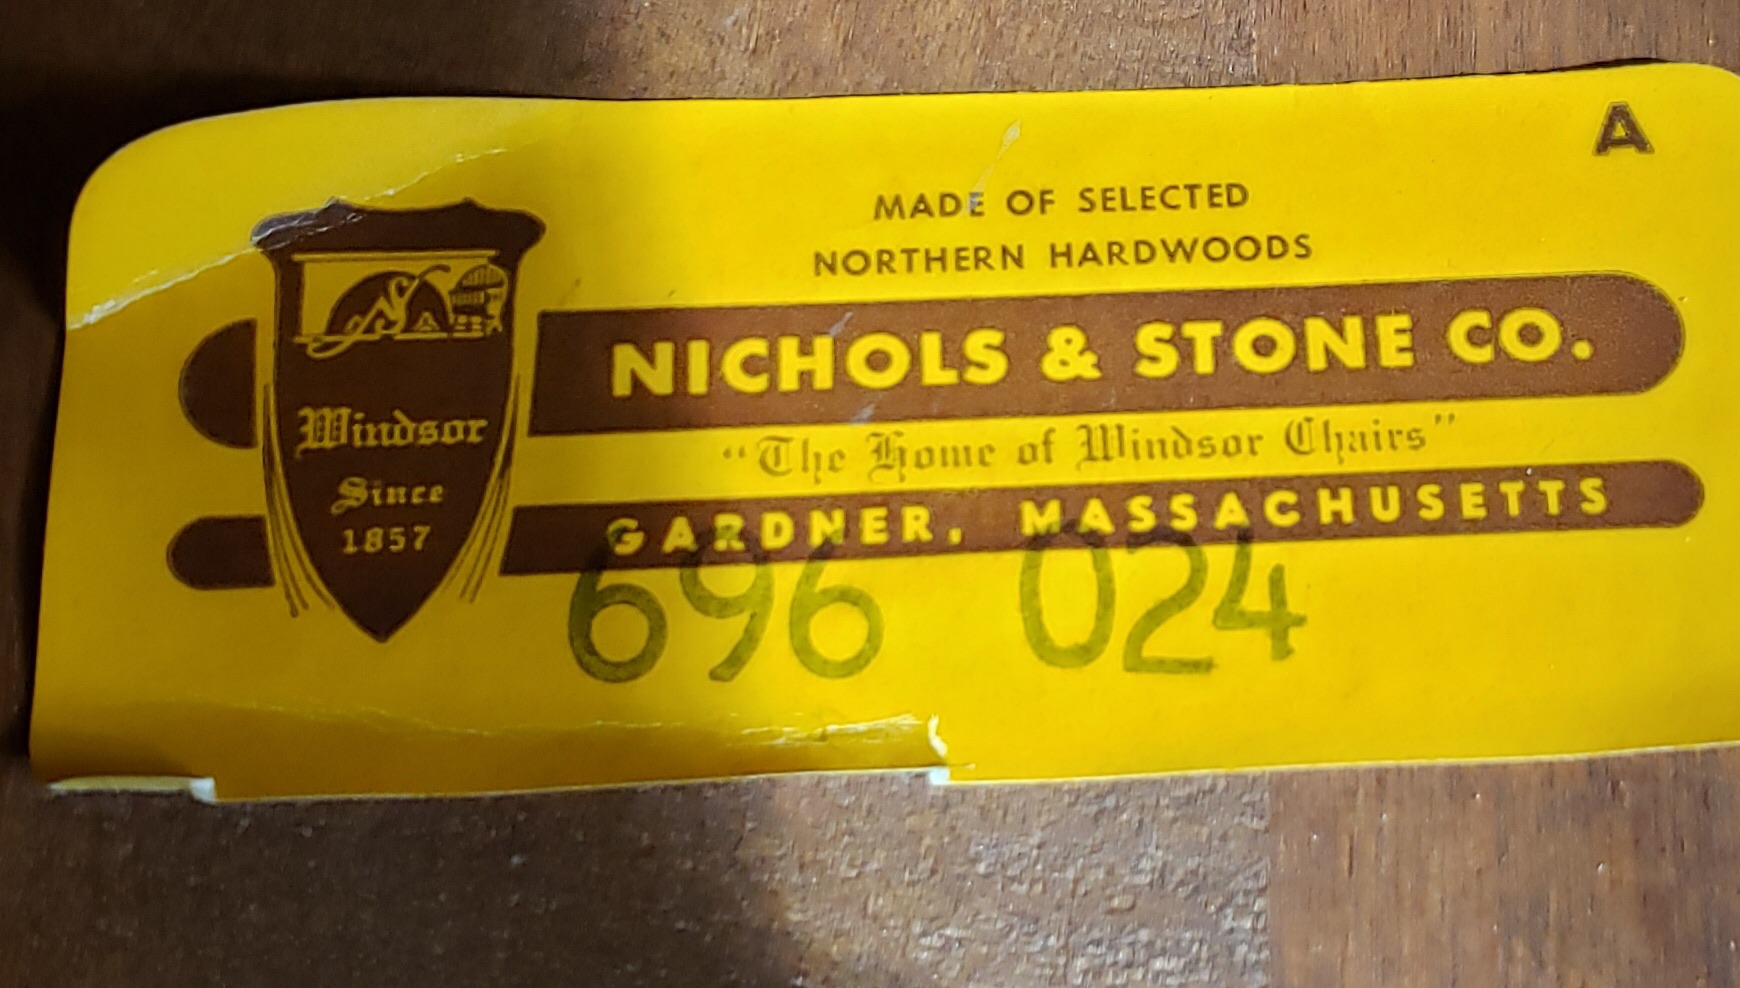 A
MADE OF SELECTED
NORTHERN HARDWOODS
NICHOLS & STONE CO.
"The Home of Windsor Chairs"
GARDNER, MASSACHUSETTS
696 024
NS
Windsor
Since
1857